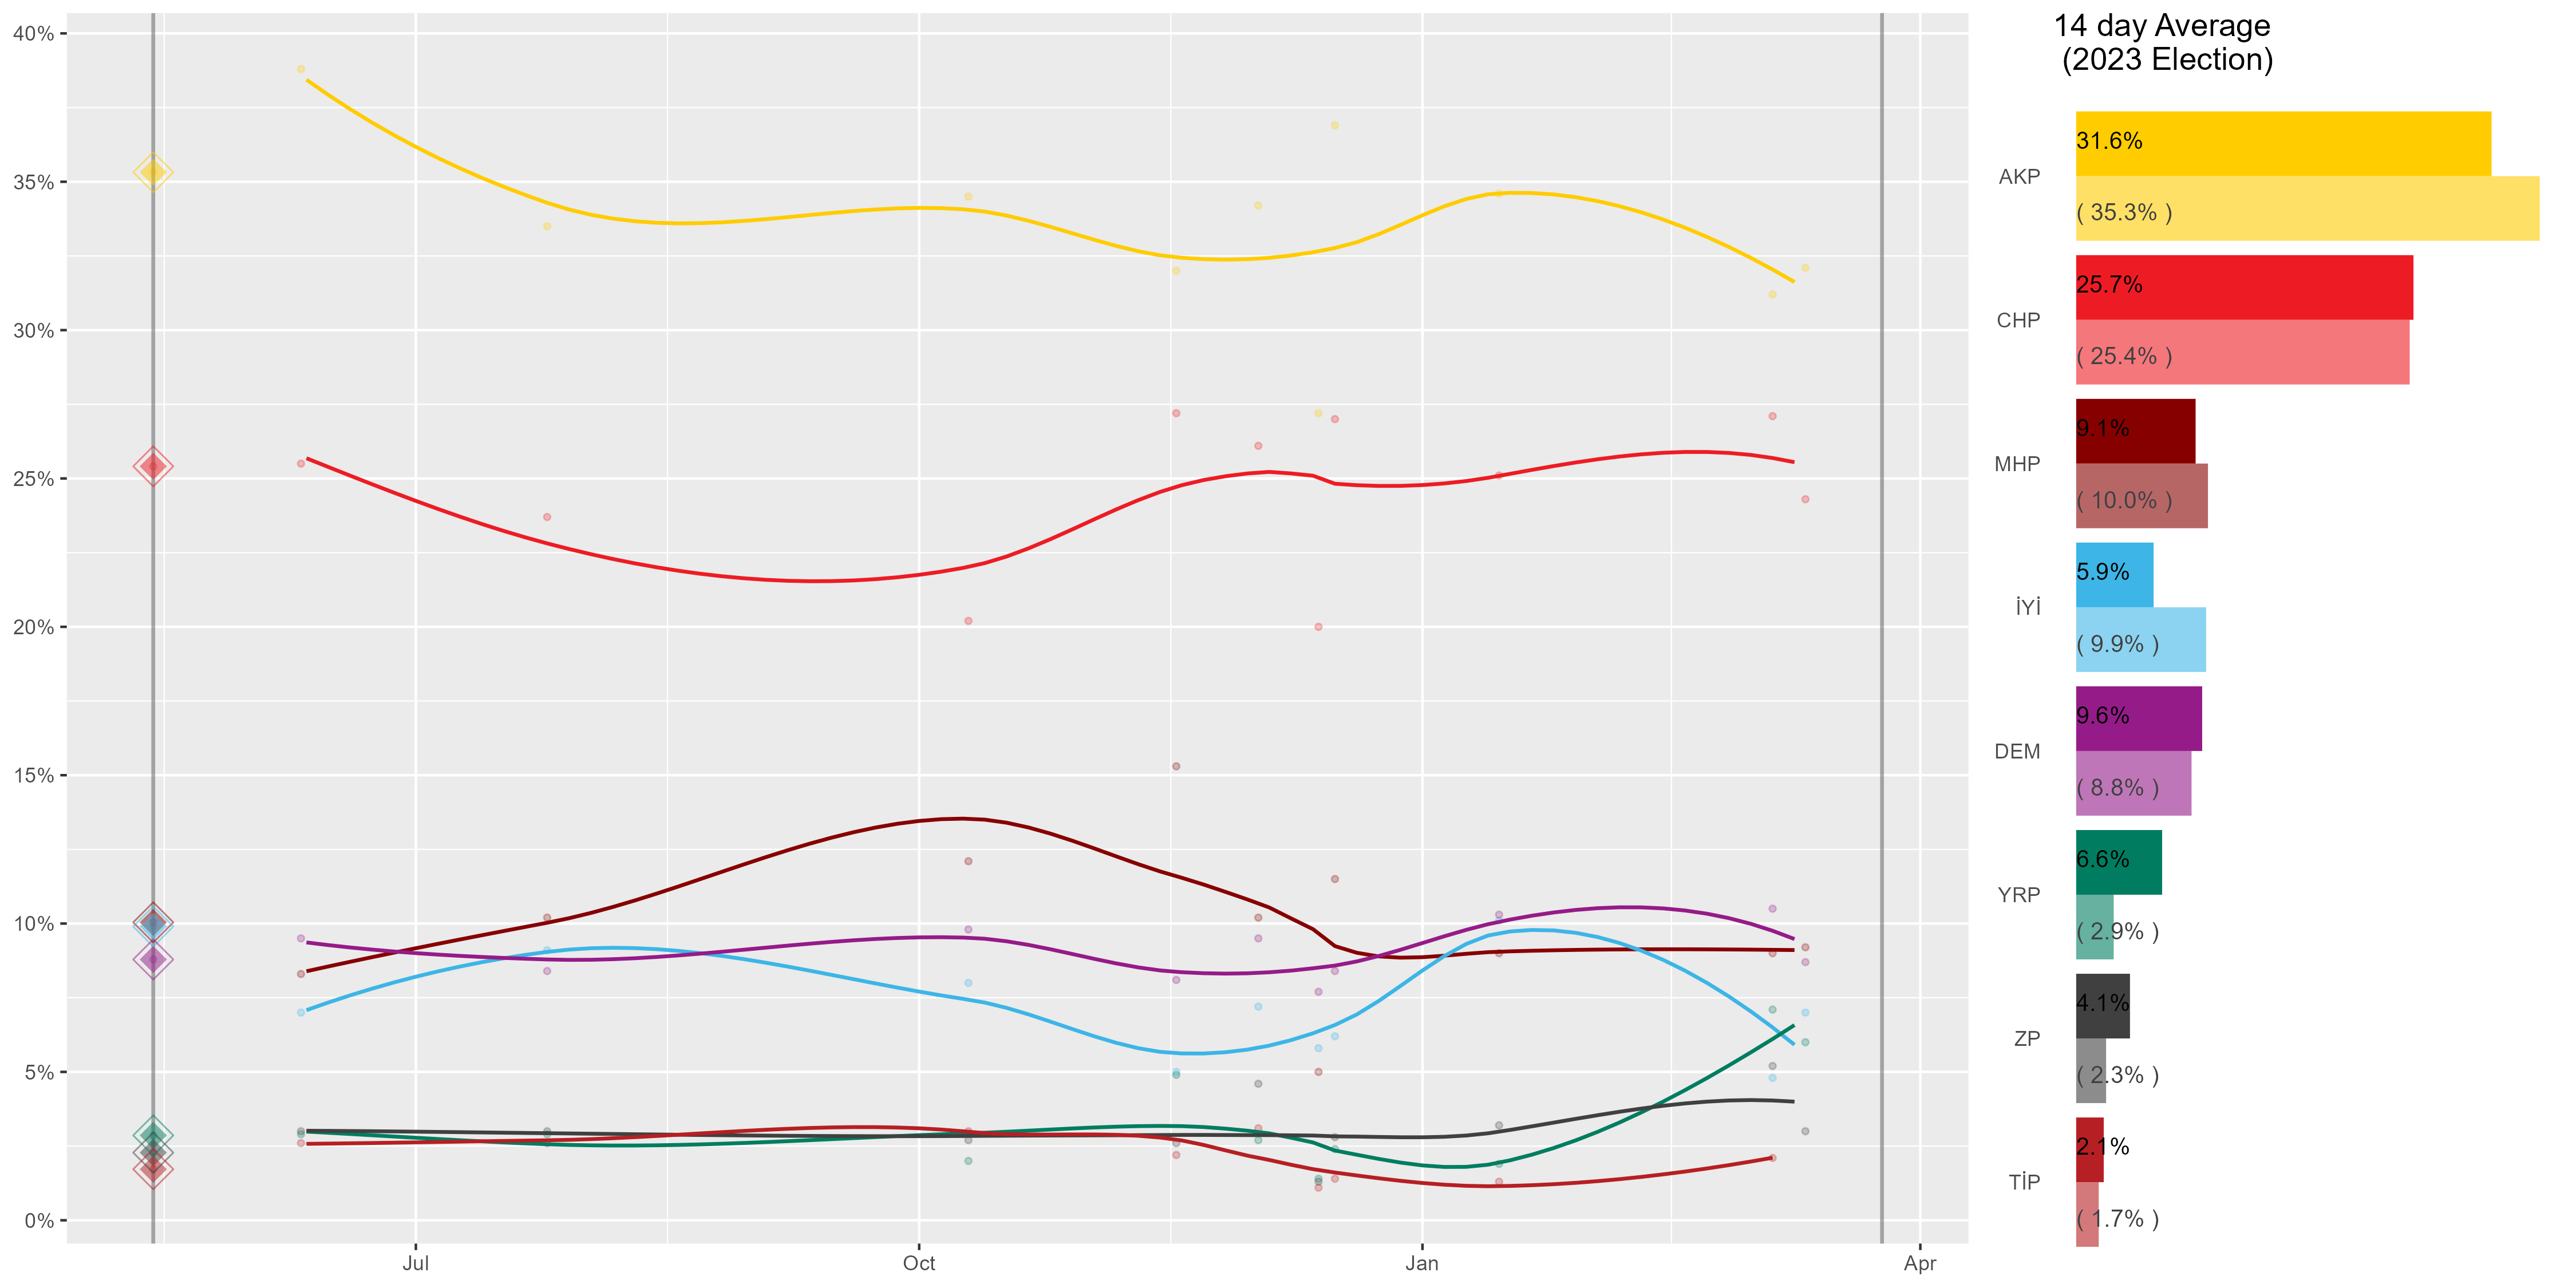 40%
35%
30%
25%
20%
15%
10%
5%
0%
Jul
Oct
Jan
Apr
14 day Average
(2023 Election)
AKP
31.6%
( 35.3% )
CHP
25.7%
( 25.4% )
MHP
9.1%
( 10.0% )
İYİ
5.9%
( 9.9% )
DEM
9.6%
( 8.8% )
YRP
6.6%
( 2.9% )
ZP
4.1%
( 2.3% )
TİP
2.1%
( 1.7% )